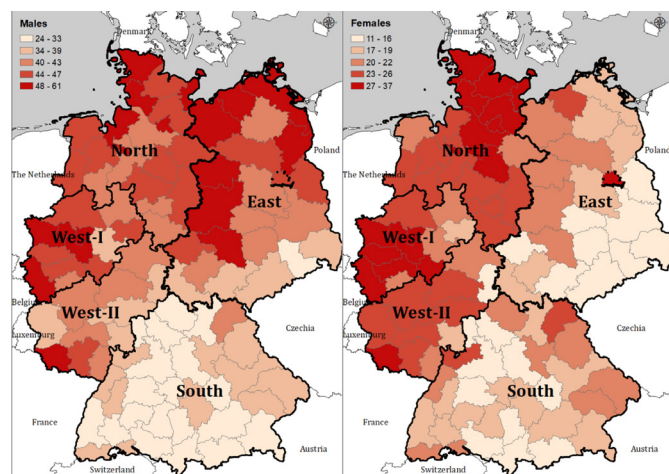 Males
24 - 33
34 - 39
40 - 43
44 - 47
48 - 61
Denmark
North
Poland
The Netherlands
East
West-I
Belgium
West-II
Luxemburg
Czechia
South
France
Austria
Switzerland
Females
11 - 16
17 - 19
20 - 22
23 - 26
27 - 37
Denmark
North
Poland
The Netherlands
East
West-I
Belgium
West-II
Luxemburg
Czechia
South
France
Austria
Switzerland